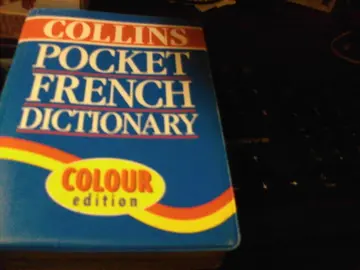 COLLINS
POCKET
FRENCH
DICTIONARY
COLOUR
edition